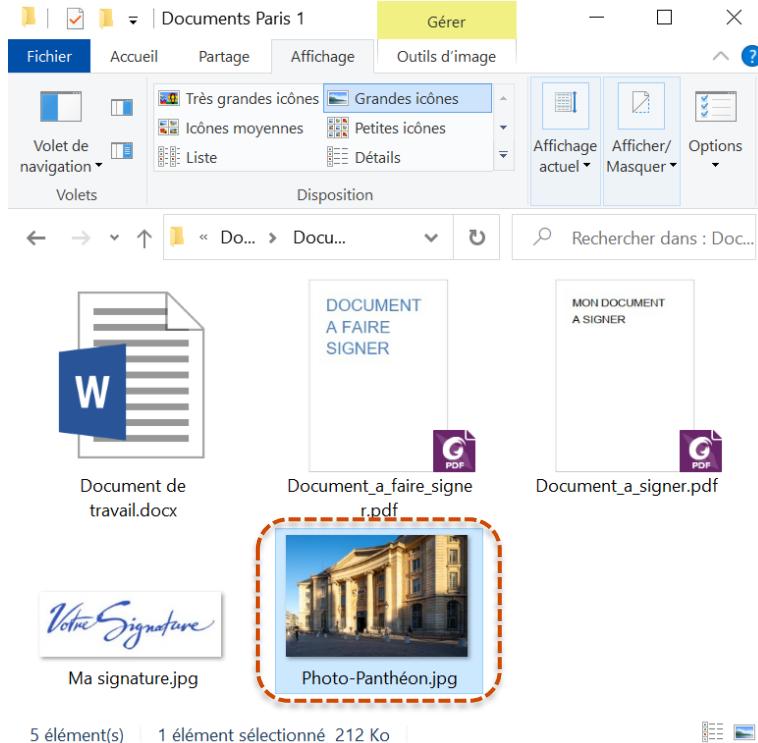 Documents Paris 1
Gérer
Fichier
Accueil
Partage
Affichage
Outils d'image
?
Volet de
navigation
Volets
Très grandes icônes
Grandes icônes
Icônes moyennes
Petites icônes
Liste
Détails
Disposition
Affichage
actuel
Afficher/
Masquer
Options
« Do... > Docu...
Rechercher dans : Doc...
W
Document de
travail.docx
DOCUMENT
A FAIRE
SIGNER
G
PDF
Document_a_faire_signe
r.pdf
MON DOCUMENT
A SIGNER
G
PDF
Document_a_signer.pdf
Votre Signature
Ma signature.jpg
Photo-Panthéon.jpg
5 élément(s)
1 élément sélectionné 212 Ko